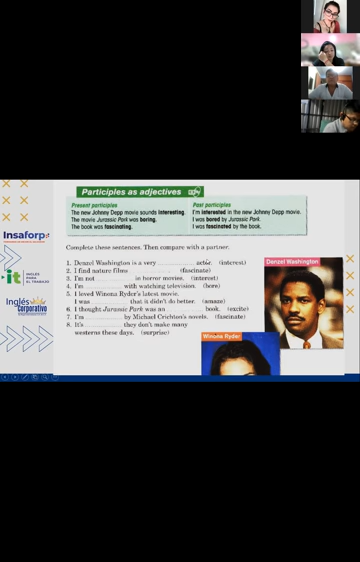 Participles as adjectives
Present participles
The new Johnny Depp movie sounds interesting.
The movie Jurassic Park was boring.
The book was fascinating.
Past participles
I'm interested in the new Johnny Depp movie.
I was bored by Jurassic Park.
I was fascinated by the book.
Complete these sentences. Then compare with a partner.
1. Denzel Washington is a very .............. actor. (interest)
2. I find nature films .............. (fascinate)
3. I'm not .............. in horror movies. (interest)
4. I'm .............. with watching television. (bore)
5. I loved Winona Ryder's latest movie.
I was .............. that it didn't do better. (amaze)
6. I thought Jurassic Park was an .............. book. (excite)
7. I'm .............. by Michael Crichton's novels. (fascinate)
8. It's .............. they don't make many
westerns these days. (surprise)
Denzel Washington
Winona Ryder
Insaforp
it
INGLÉS
PARA
EL TRABAJO
Inglés
Corporativo